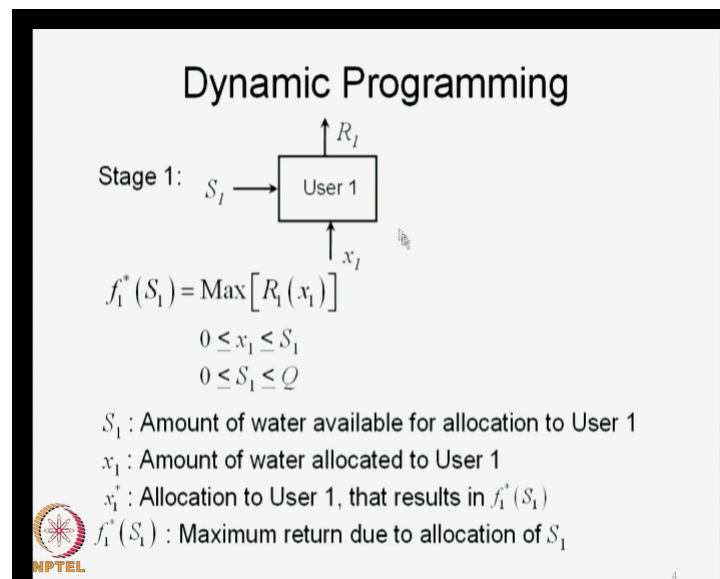 Dynamic Programming
R₁
Stage 1: S₁ User 1
x₁
f₁*(S₁) = Max[R₁(x₁)]
0 ≤ x₁ ≤ S₁
0 ≤ S₁ ≤ Q
S₁ : Amount of water available for allocation to User 1
x₁ : Amount of water allocated to User 1
x₁* : Allocation to User 1, that results in f₁*(S₁)
f₁*(S₁) : Maximum return due to allocation of S₁
NPTEL
4